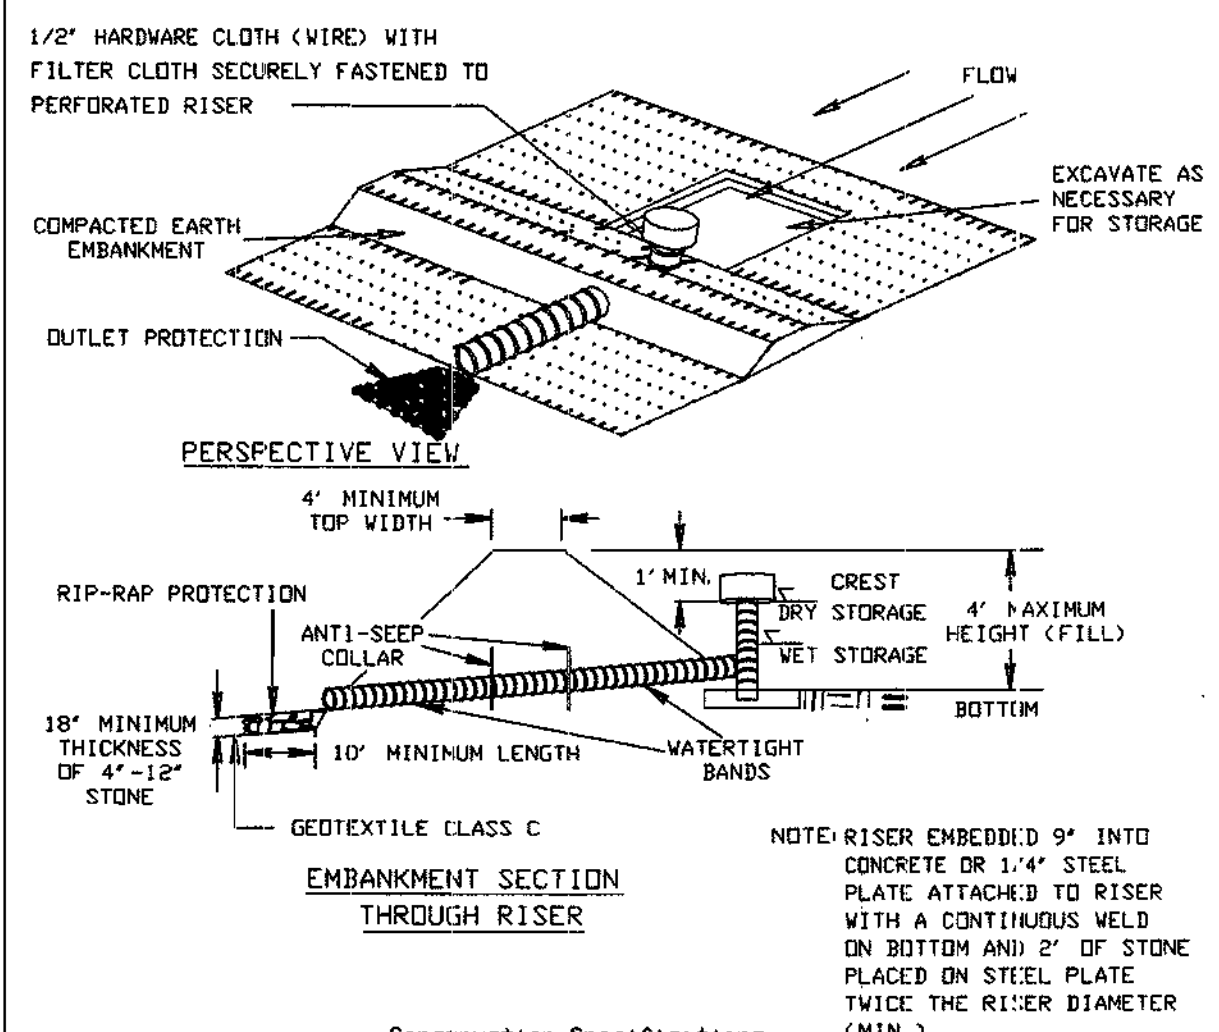 1/2" HARDWARE CLOTH (WIRE) WITH
FILTER CLOTH SECURELY FASTENED TO
PERFORATED RISER
FLOW
EXCAVATE AS
NECESSARY
FOR STORAGE
COMPACTED EARTH
EMBANKMENT
OUTLET PROTECTION
PERSPECTIVE VIEW
4' MINIMUM
TOP WIDTH
1' MIN.
CREST
DRY STORAGE
WET STORAGE
4' MAXIMUM
HEIGHT (FILL)
BOTTOM
RIP-RAP PROTECTION
ANTI-SEEP
COLLAR
18" MINIMUM
THICKNESS
OF 4"-12"
STONE
10' MINIMUM LENGTH
WATERTIGHT
BANDS
GEOTEXTILE CLASS C
EMBANKMENT SECTION
THROUGH RISER
NOTE: RISER EMBEDDED 9" INTO
CONCRETE OR 1/4" STEEL
PLATE ATTACHED TO RISER
WITH A CONTINUOUS WELD
ON BOTTOM AND 2' OF STONE
PLACED ON STEEL PLATE
TWICE THE RISER DIAMETER
(MIN.)
Construction Specifications